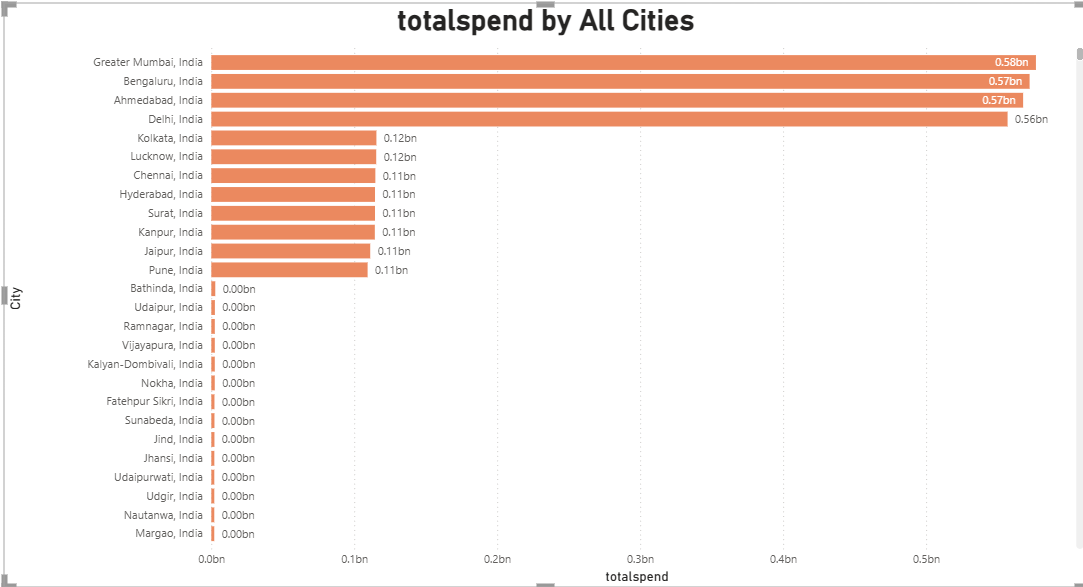 totalspend by All Cities
Greater Mumbai, India 0.58bn
Bengaluru, India 0.57bn
Ahmedabad, India 0.57bn
Delhi, India 0.56bn
Kolkata, India 0.12bn
Lucknow, India 0.12bn
Chennai, India 0.11bn
Hyderabad, India 0.11bn
Surat, India 0.11bn
Kanpur, India 0.11bn
Jaipur, India 0.11bn
Pune, India 0.11bn
Bathinda, India 0.00bn
City
Udaipur, India 0.00bn
Ramnagar, India 0.00bn
Vijayapura, India 0.00bn
Kalyan-Dombivali, India 0.00bn
Nokha, India 0.00bn
Fatehpur Sikri, India 0.00bn
Sunabeda, India 0.00bn
Jind, India 0.00bn
Jhansi, India 0.00bn
Udaipurwati, India 0.00bn
Udgir, India 0.00bn
Nautanwa, India 0.00bn
Margao, India 0.00bn
0.0bn 0.1bn 0.2bn 0.3bn 0.4bn 0.5bn
totalspend